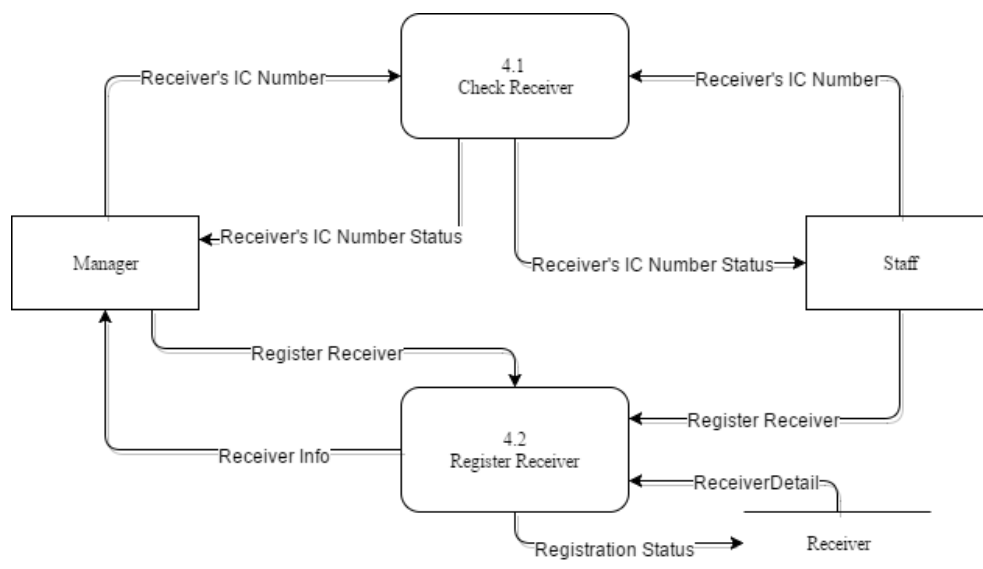 4.1
Check Receiver
Receiver's IC Number
Receiver's IC Number
Receiver's IC Number Status
Receiver's IC Number Status
Manager
Staff
Register Receiver
Register Receiver
4.2
Register Receiver
Receiver Info
ReceiverDetail
Registration Status
Receiver